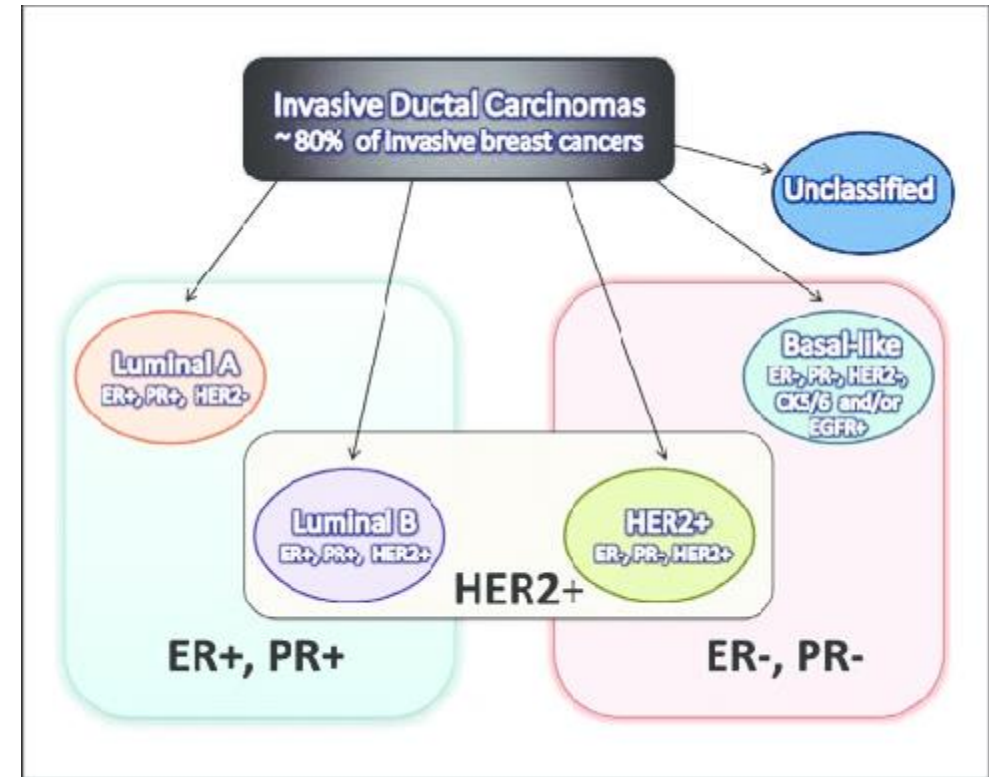 Invasive Ductal Carcinomas
~80% of invasive breast cancers
Unclassified
Luminal A
ER+, PR+, HER2-
Basal-like
ER-, PR-, HER2-,
CK5/6 and/or
EGFR+
Luminal B
ER+, PR+, HER2+
HER2+
ER-, PR-, HER2+
HER2+
ER+, PR+
ER-, PR-